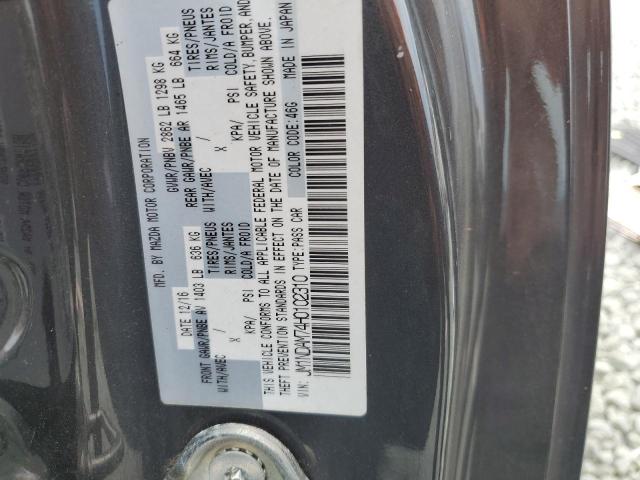 MFD. BY MAZDA MOTOR CORPORATION
DATE 12/16 GVWR/PNBV 2862 LB 1298 KG
FRONT GAWR/PNBE AV 1403 LB 636 KG REAR GAWR/PNBE AR 1465 LB 664 KG
WITH/AVEC TIRES/PNEUS WITH/AVEC TIRES/PNEUS
X RIMS/JANTES X RIMS/JANTES
KPA/ PSI COLD/A FROID KPA/ PSI COLD/A FROID
THIS VEHICLE CONFORMS TO ALL APPLICABLE FEDERAL MOTOR VEHICLE SAFETY, BUMPER, AND
THEFT PREVENTION STANDARDS IN EFFECT ON THE DATE OF MANUFACTURE SHOWN ABOVE.
VIN: JM1NDAM74H0102310 TYPE: PASS CAR COLOR CODE: 46G MADE IN JAPAN